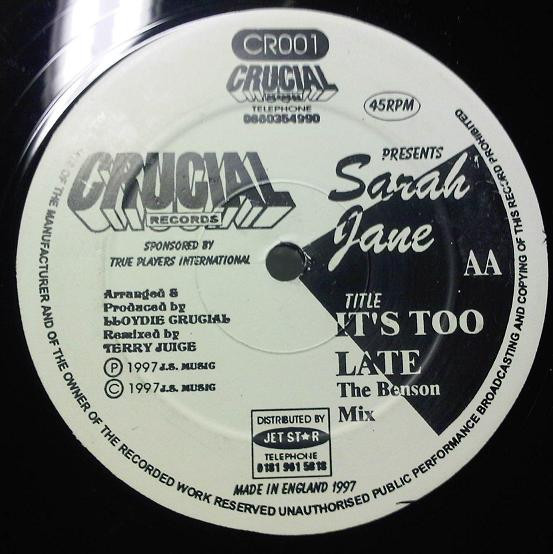 CR001
CRUCIAL
TELEPHONE
0860354990
45RPM
CRUCIAL
RECORDS
SPONSORED BY
TRUE PLAYERS INTERNATIONAL
PRESENTS
Sarah
Jane
AA
Arranged &
Produced by
LLOYDIE CRUCIAL
Remixed by
TERRY JUICE
Ⓟ 1997 J.S. MUSIC
© 1997 J.S. MUSIC
TITLE
IT'S TOO
LATE
The Benson
Mix
DISTRIBUTED BY
JET STAR
TELEPHONE
0181 961 5818
MADE IN ENGLAND 1997
OF THE MANUFACTURER AND OF THE OWNER OF THE RECORDED WORK RESERVED UNAUTHORISED PUBLIC PERFORMANCE BROADCASTING AND COPYING OF THIS RECORD PROHIBITED